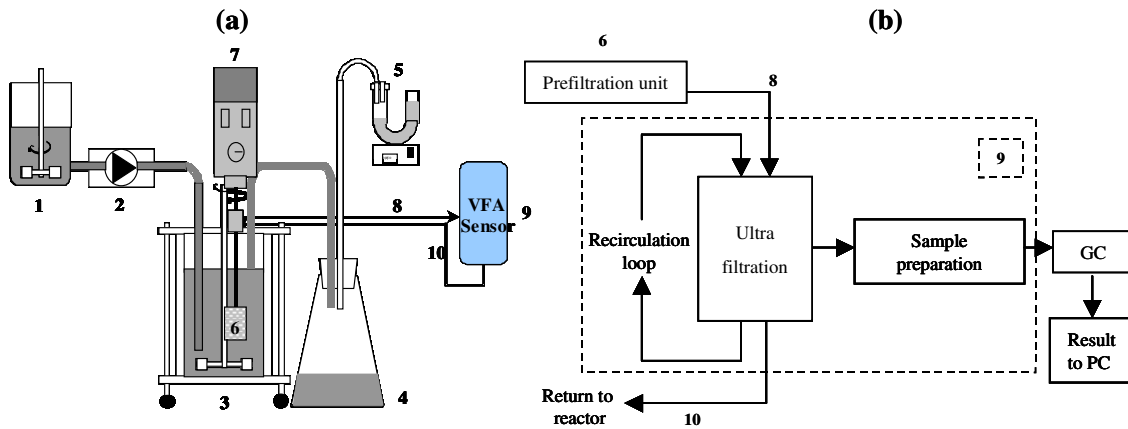 (a)
7
5
1
2
8
VFA
Sensor
9
10
6
3
4
(b)
6
Prefiltration unit
8
9
Recirculation
loop
Ultra
filtration
Sample
preparation
GC
Result
to PC
Return to
reactor
10